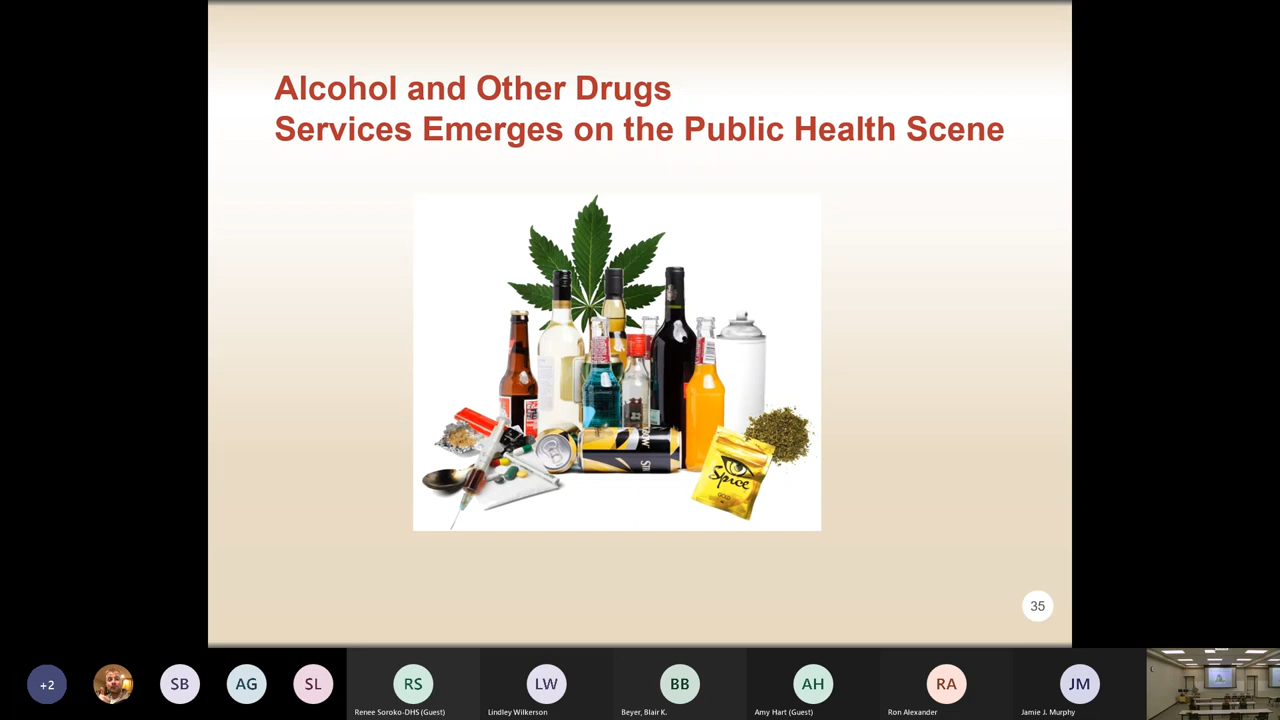 Alcohol and Other Drugs
Services Emerges on the Public Health Scene
Spice
GOLD
35
+2
SB
AG
SL
RS
LW
BB
AH
RA
JM
Renee Soroko-DHS (Guest)
Lindley Wilkerson
Beyer, Blair K.
Amy Hart (Guest)
Ron Alexander
Jamie J. Murphy